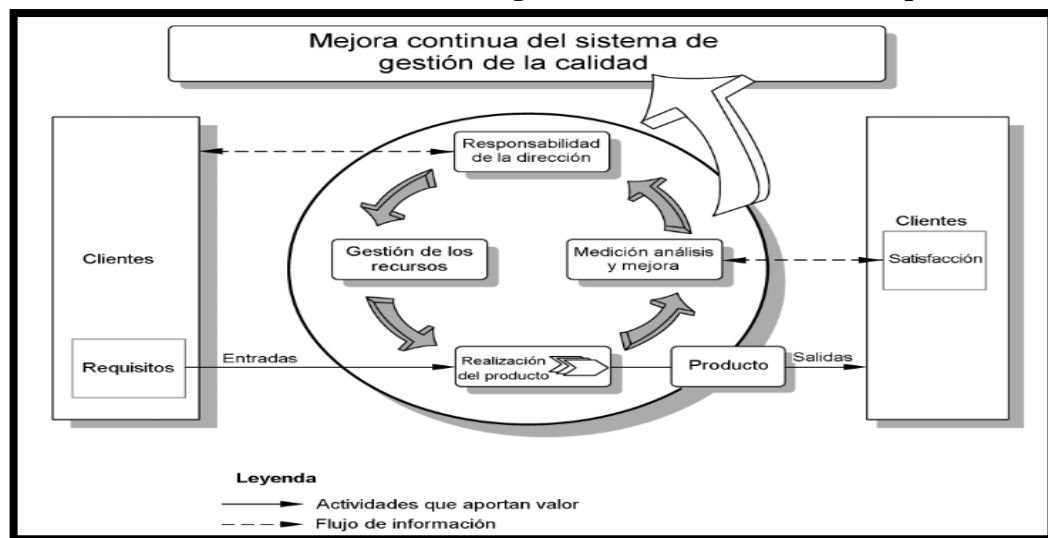 Mejora continua del sistema de
gestión de la calidad
Responsabilidad
de la dirección
Clientes
Gestión de los
recursos
Medición análisis
y mejora
Clientes
Satisfacción
Requisitos
Entradas
Realización
del producto
Producto
Salidas
Leyenda
Actividades que aportan valor
Flujo de información